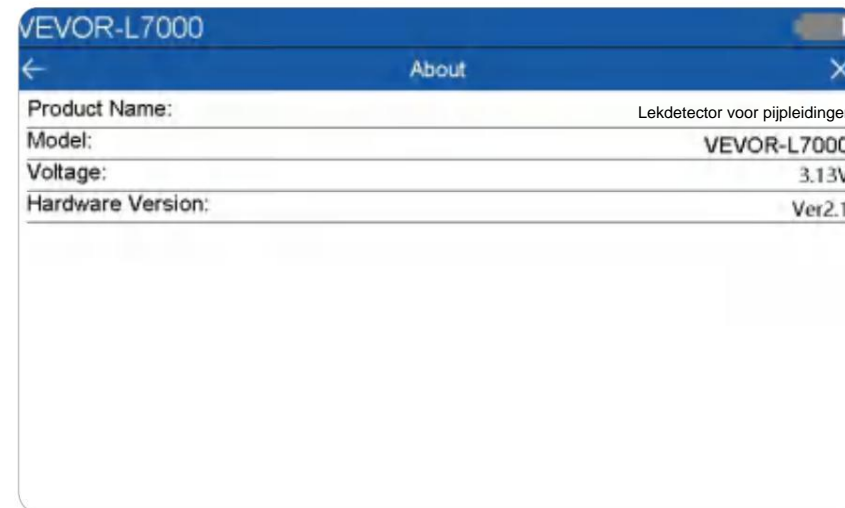 VEVOR-L7000
About
Product Name: Lekdetector voor pijpleidinge
Model: VEVOR-L7000
Voltage: 3.13V
Hardware Version: Ver2.1